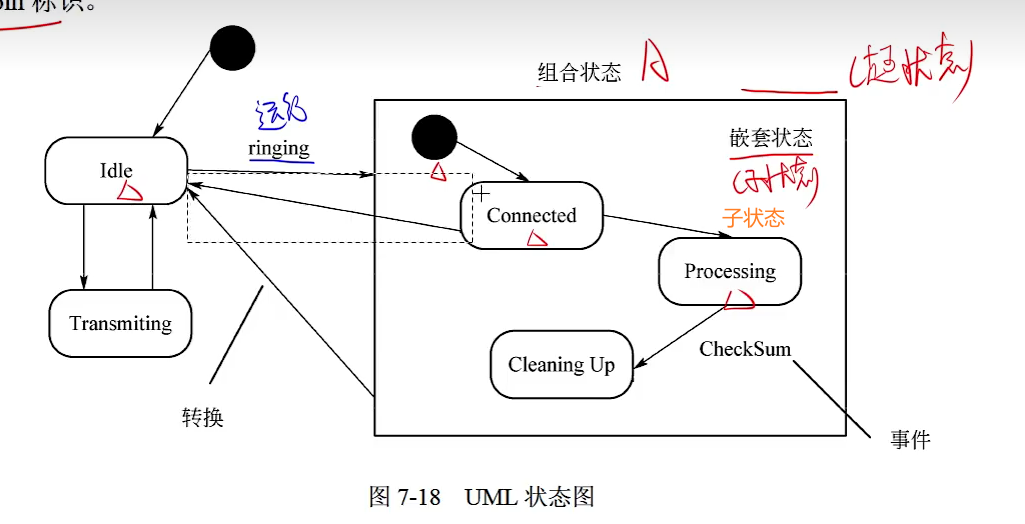 标识。
组合状态 A
(超状态)
运行
ringing
嵌套状态
(子状态)
子状态
Idle
Connected
Processing
Transmiting
Cleaning Up
CheckSum
转换
事件
图 7-18 UML 状态图